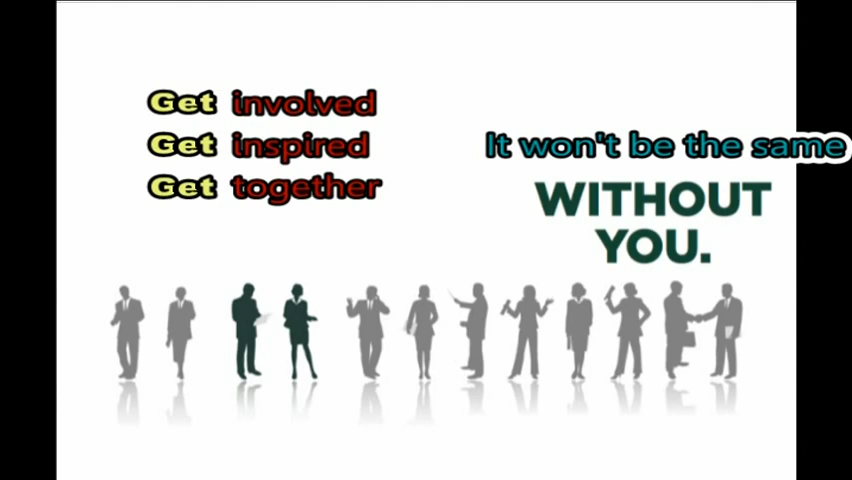 Get involved
Get inspired
Get together
It won't be the same
WITHOUT
YOU.